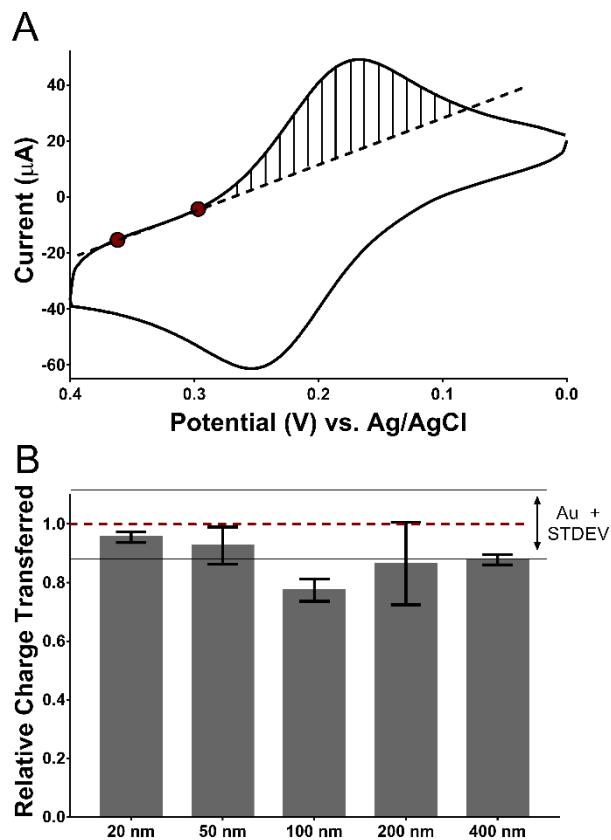 A
Current (µA)
40
20
0
-20
-40
-60
0.4
0.3
0.2
0.1
0.0
Potential (V) vs. Ag/AgCl
B
Relative Charge Transferred
1.0
0.8
0.6
0.4
0.2
0.0
Au +
STDEV
20 nm
50 nm
100 nm
200 nm
400 nm